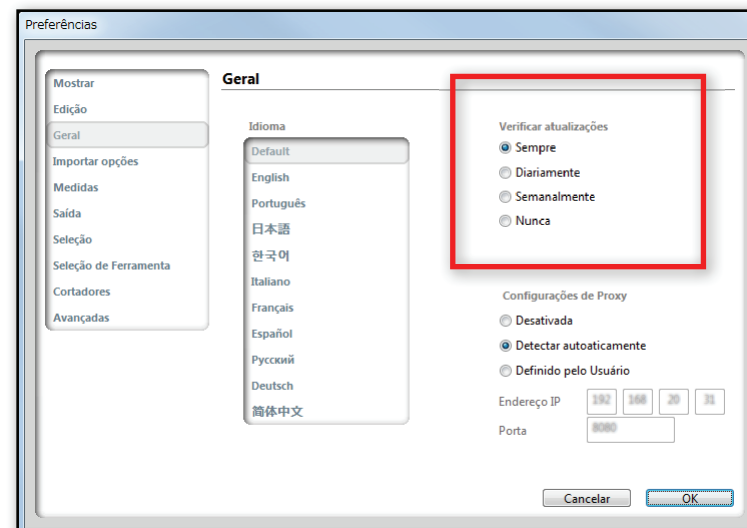 Preferências
Mostrar
Edição
Geral
Importar opções
Medidas
Saída
Seleção
Seleção de Ferramenta
Cortadores
Avançadas
Geral
Idioma
Default
English
Português
日本語
한국어
Italiano
Français
Español
Русский
Deutsch
简体中文
Verificar atualizações
Sempre
Diariamente
Semanalmente
Nunca
Configurações de Proxy
Desativada
Detectar autoaticamente
Definido pelo Usuário
Endereço IP 192 168 20 31
Porta 8080
Cancelar OK